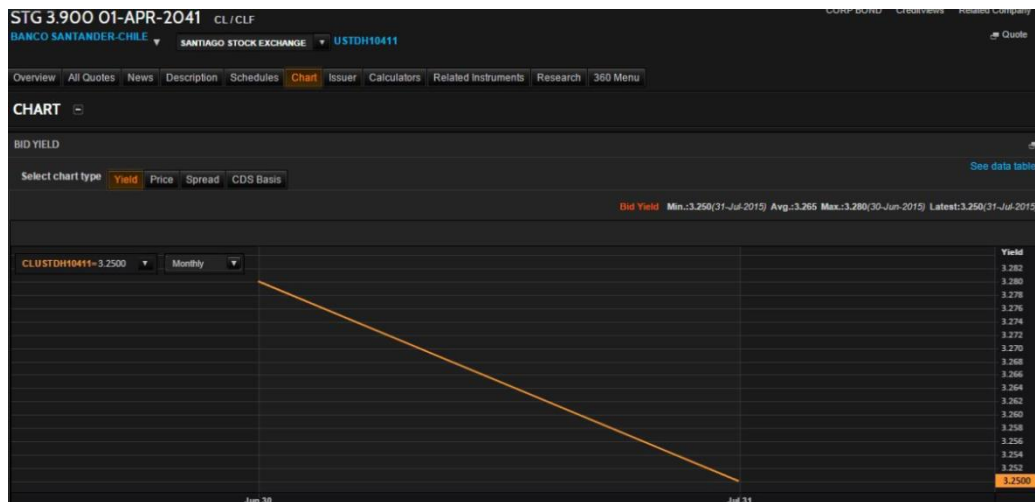 STG 3.900 01-APR-2041 CL/CLF
CORP BOND Creditviews Related Company
BANCO SANTANDER-CHILE SANTIAGO STOCK EXCHANGE USTDH10411
Quote
Overview All Quotes News Description Schedules Chart Issuer Calculators Related Instruments Research 360 Menu
CHART
BID YIELD
See data table
Select chart type Yield Price Spread CDS Basis
Bid Yield Min.:3.250(31-Jul-2015) Avg.:3.265 Max.:3.280(30-Jun-2015) Latest:3.250(31-Jul-2015
Yield
CLUSTDH10411=3.2500 Monthly
3.282
3.280
3.278
3.276
3.274
3.272
3.270
3.268
3.266
3.264
3.262
3.260
3.258
3.256
3.254
3.252
3.2500
Jun 30 Jul 31